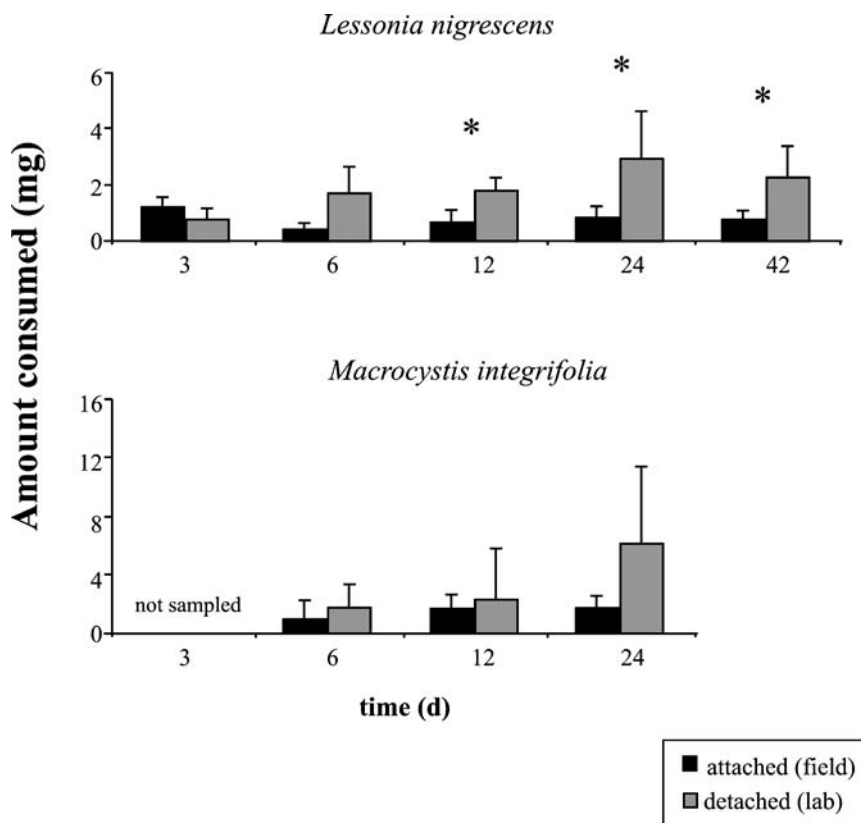 Lessonia nigrescens
6
4
2
0
* * *
3 6 12 24 42
Amount consumed (mg)
Macrocystis integrifolia
16
12
8
4
0
not sampled
3 6 12 24
time (d)
attached (field)
detached (lab)